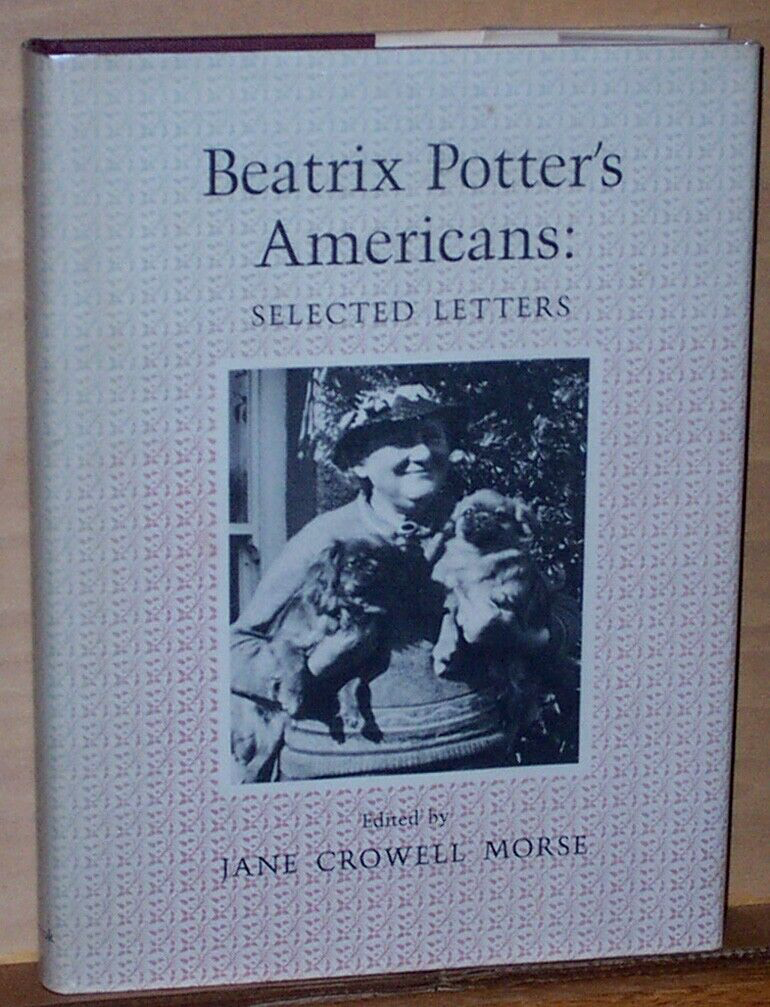 Beatrix Potter's
Americans:
SELECTED LETTERS
Edited by
JANE CROWELL MORSE